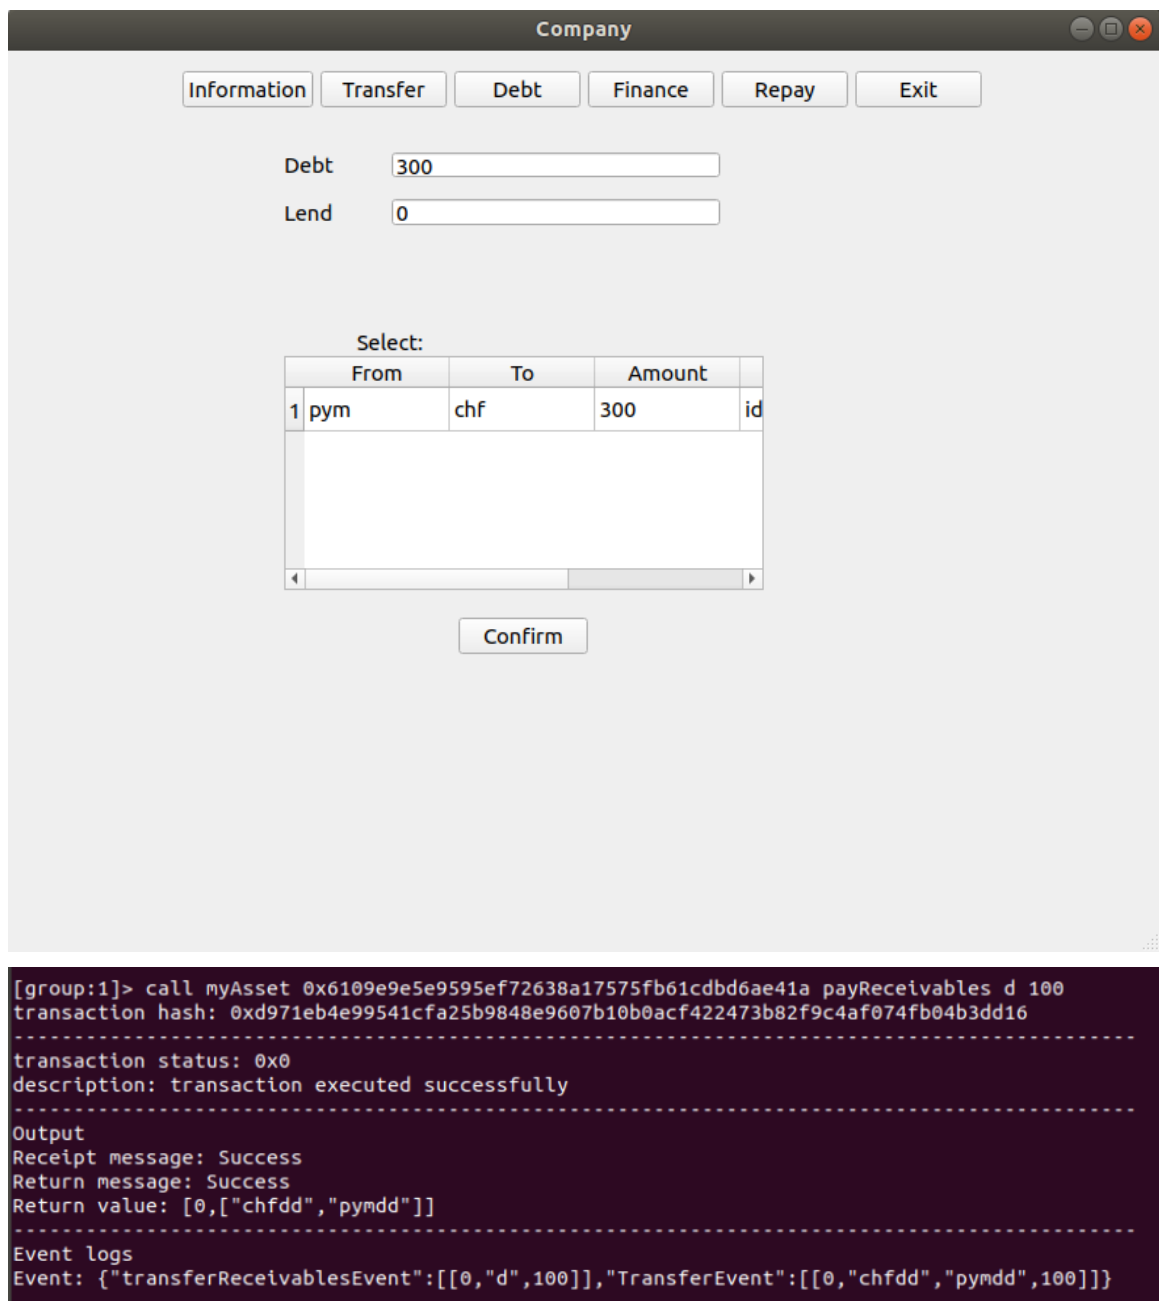 Company
Information Transfer Debt Finance Repay Exit
Debt 300
Lend 0
Select:
From To Amount
1 pym chf 300 id
Confirm
[group:1]> call myAsset 0x6109e9e5e9595ef72638a17575fb61cdbd6ae41a payReceivables d 100
transaction hash: 0xd971eb4e99541cfa25b9848e9607b10b0acf422473b82f9c4af074fb04b3dd16
---------------------------------------------------------------------------------------------
transaction status: 0x0
description: transaction executed successfully
---------------------------------------------------------------------------------------------
Output
Receipt message: Success
Return message: Success
Return value: [0,["chfdd","pymdd"]]
---------------------------------------------------------------------------------------------
Event logs
Event: {"transferReceivablesEvent":[[0,"d",100]],"TransferEvent":[[0,"chfdd","pymdd",100]]}